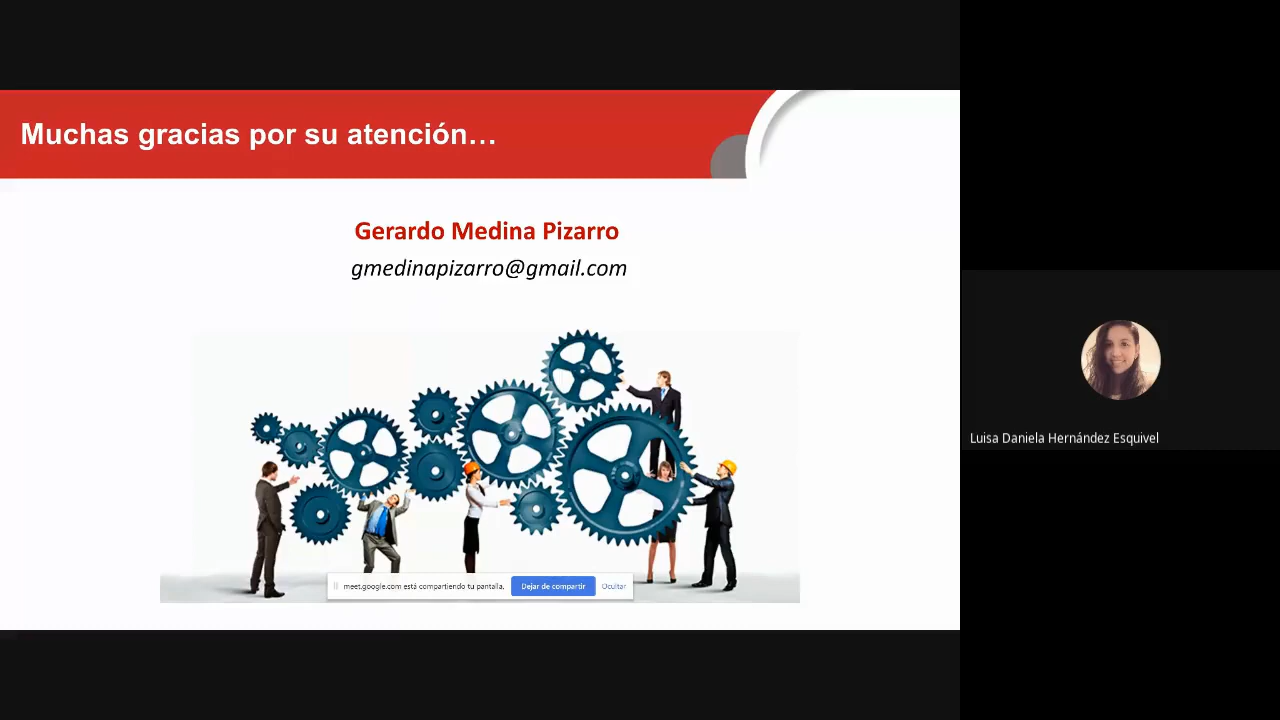 Muchas gracias por su atención...
Gerardo Medina Pizarro
gmedinapizarro@gmail.com
meet.google.com está compartiendo tu pantalla.
Dejar de compartir
Ocultar
Luisa Daniela Hernández Esquivel